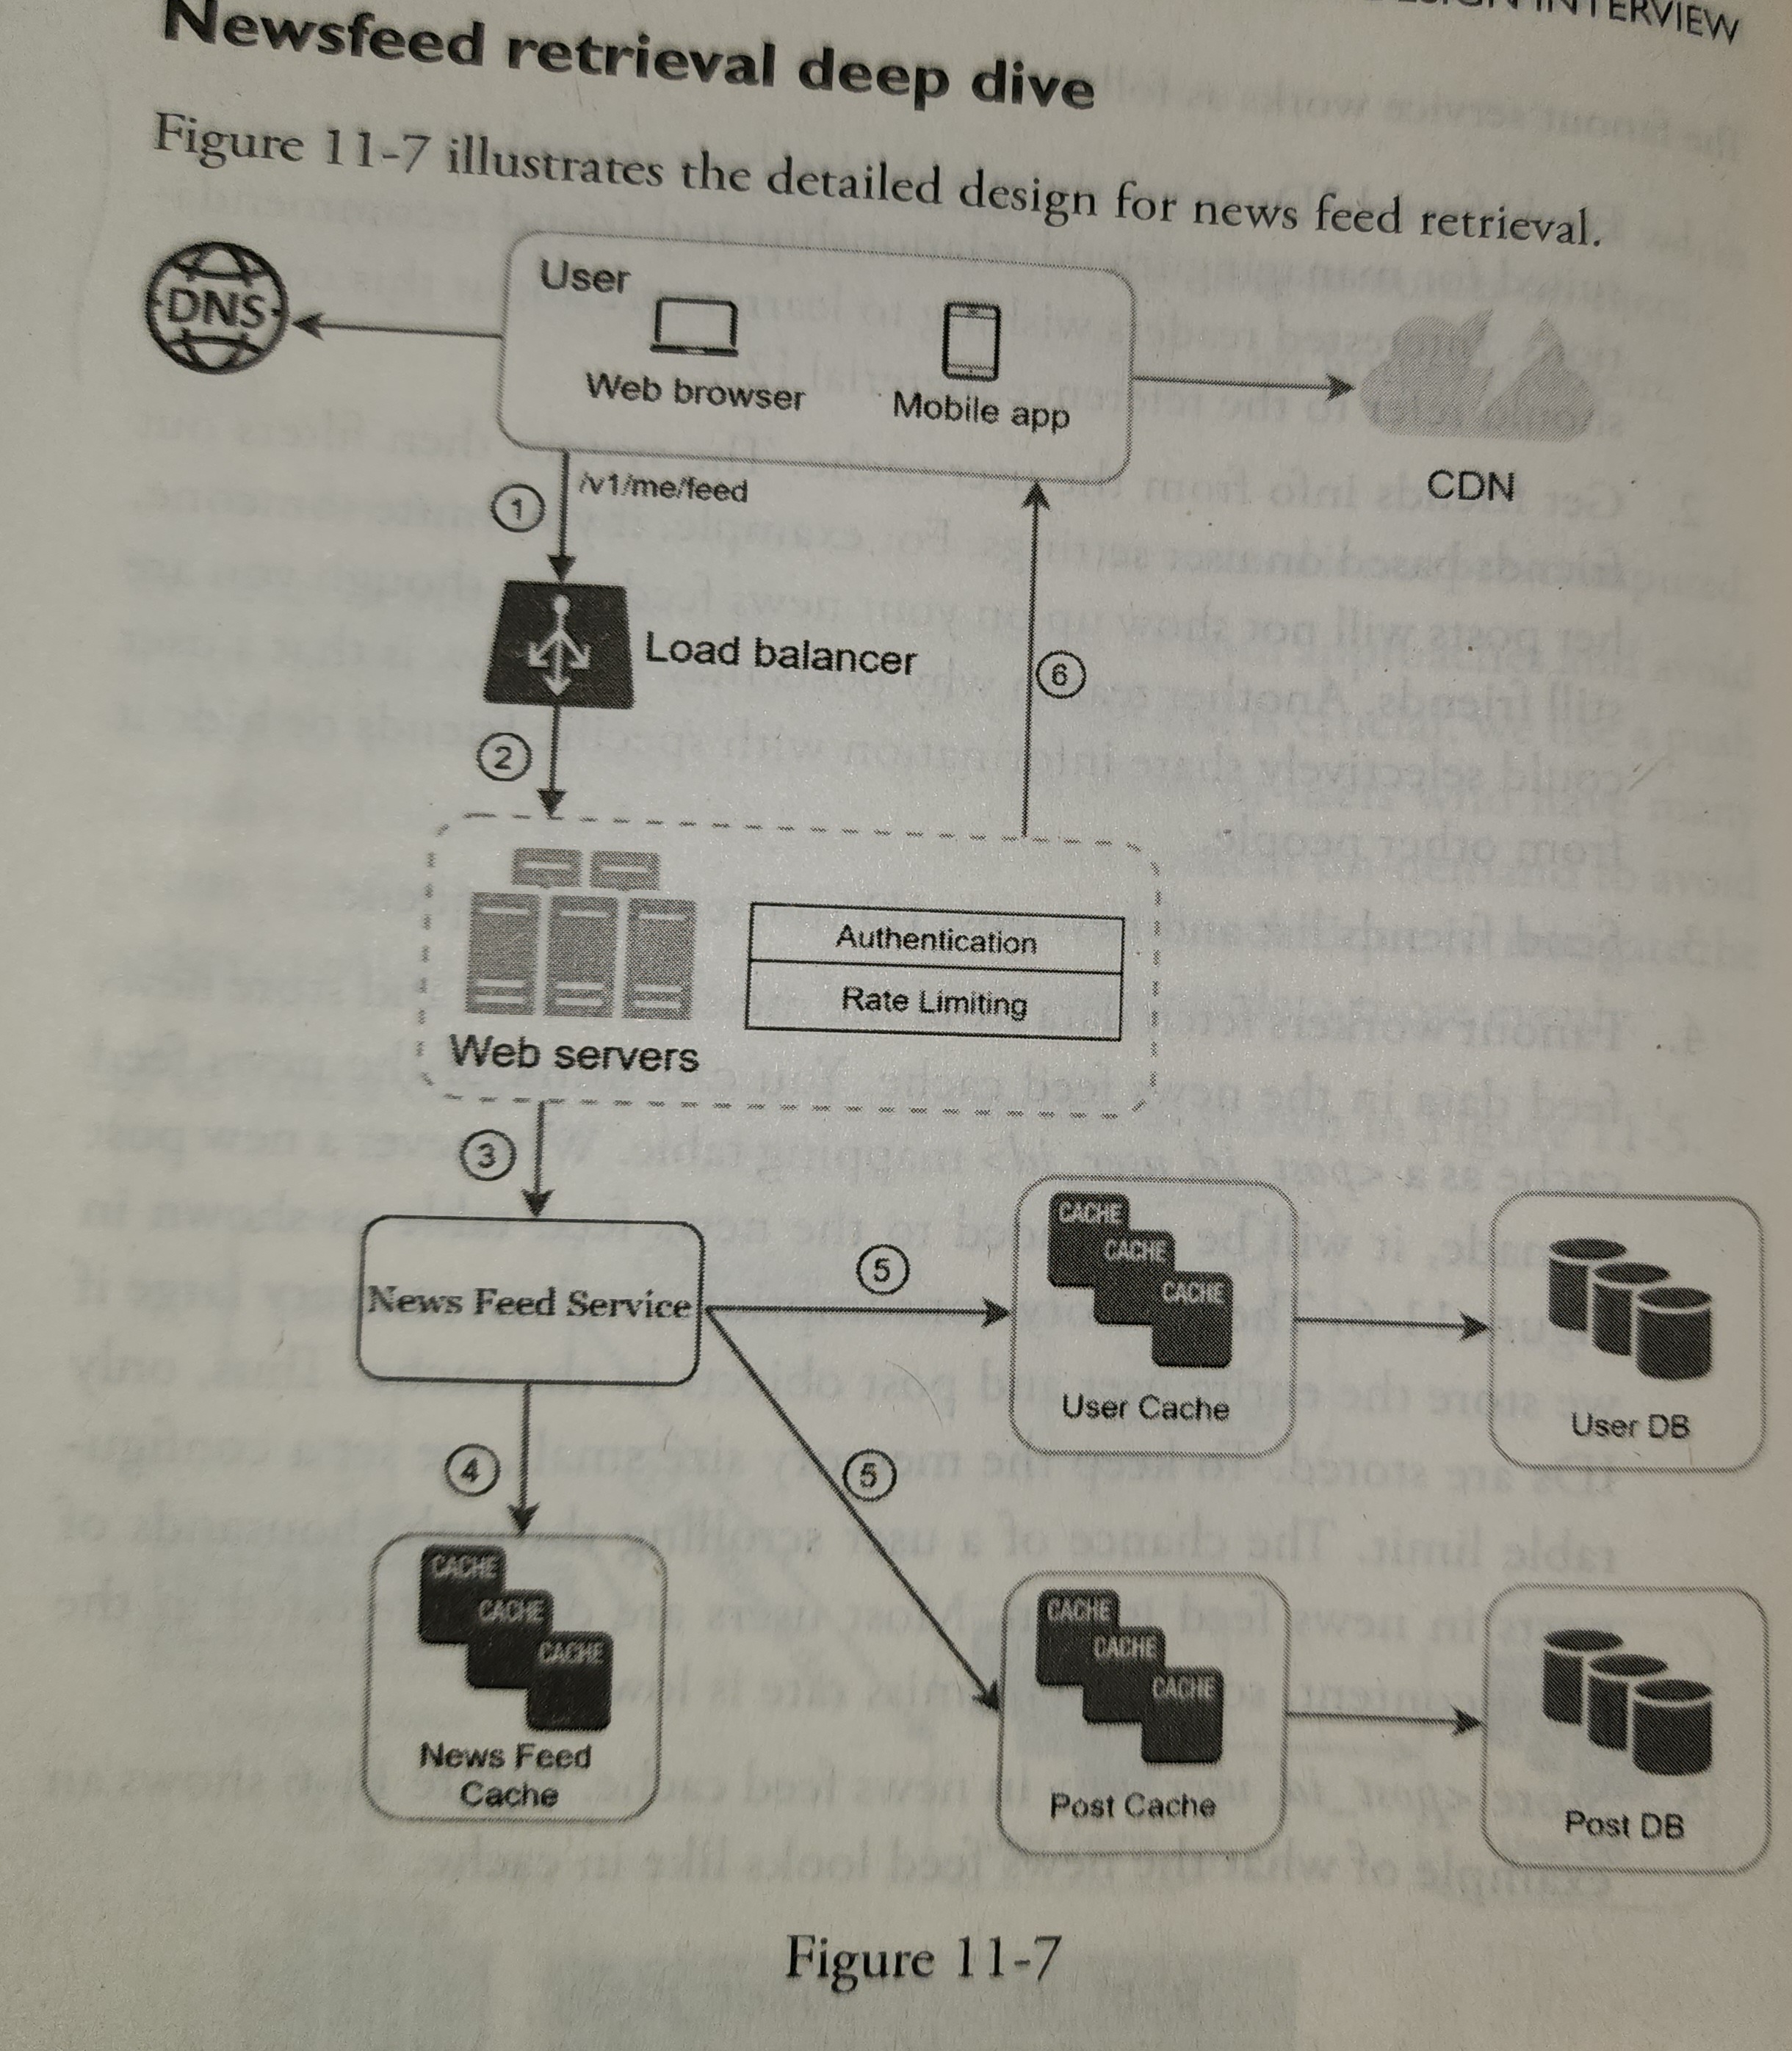 INTERVIEW
Newsfeed retrieval deep dive
Figure 11-7 illustrates the detailed design for news feed retrieval.
DNS
User
Web browser
Mobile app
CDN
1
/v1/me/feed
Load balancer
6
2
Authentication
Rate Limiting
Web servers
3
News Feed Service
5
CACHE
CACHE
CACHE
User Cache
User DB
4
5
CACHE
CACHE
CACHE
News Feed
Cache
CACHE
CACHE
CACHE
Post Cache
Post DB
Figure 11-7